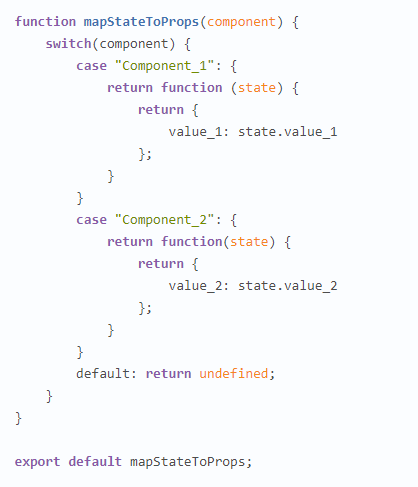 function mapStateToProps(component) {
    switch(component) {
        case "Component_1": {
            return function (state) {
                return {
                    value_1: state.value_1
                };
            }
        }
        case "Component_2": {
            return function(state) {
                return {
                    value_2: state.value_2
                };
            }
        }
        default: return undefined;
    }
}

export default mapStateToProps;